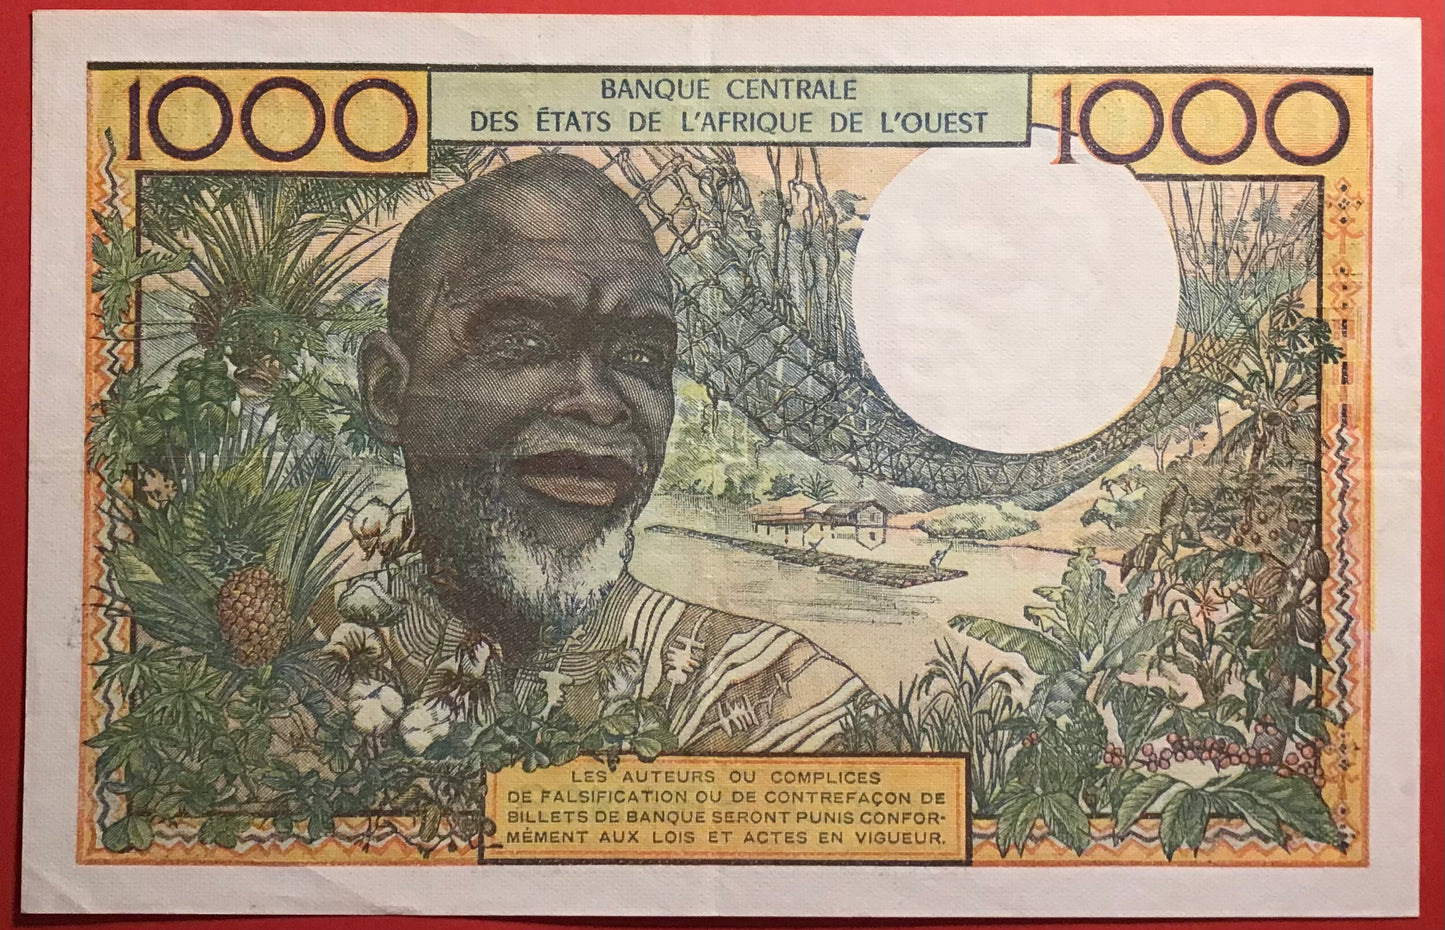 1000
BANQUE CENTRALE
DES ÉTATS DE L'AFRIQUE DE L'OUEST
1000
LES AUTEURS OU COMPLICES
DE FALSIFICATION OU DE CONTREFAÇON DE
BILLETS DE BANQUE SERONT PUNIS CONFOR-
MÉMENT AUX LOIS ET ACTES EN VIGUEUR.